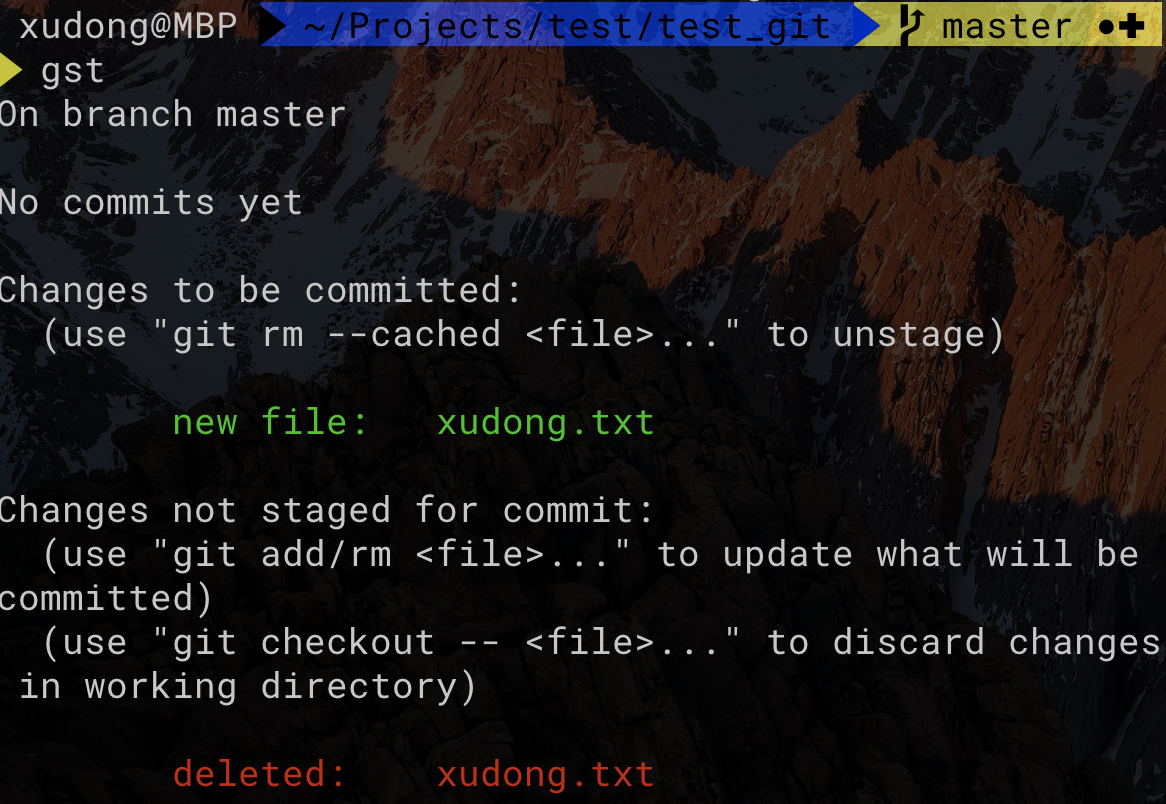 xudong@MBP ~/Projects/test/test_git master ●✚
gst
On branch master
No commits yet
Changes to be committed:
(use "git rm --cached <file>..." to unstage)
new file:   xudong.txt
Changes not staged for commit:
(use "git add/rm <file>..." to update what will be
committed)
(use "git checkout -- <file>..." to discard changes
in working directory)
deleted:    xudong.txt